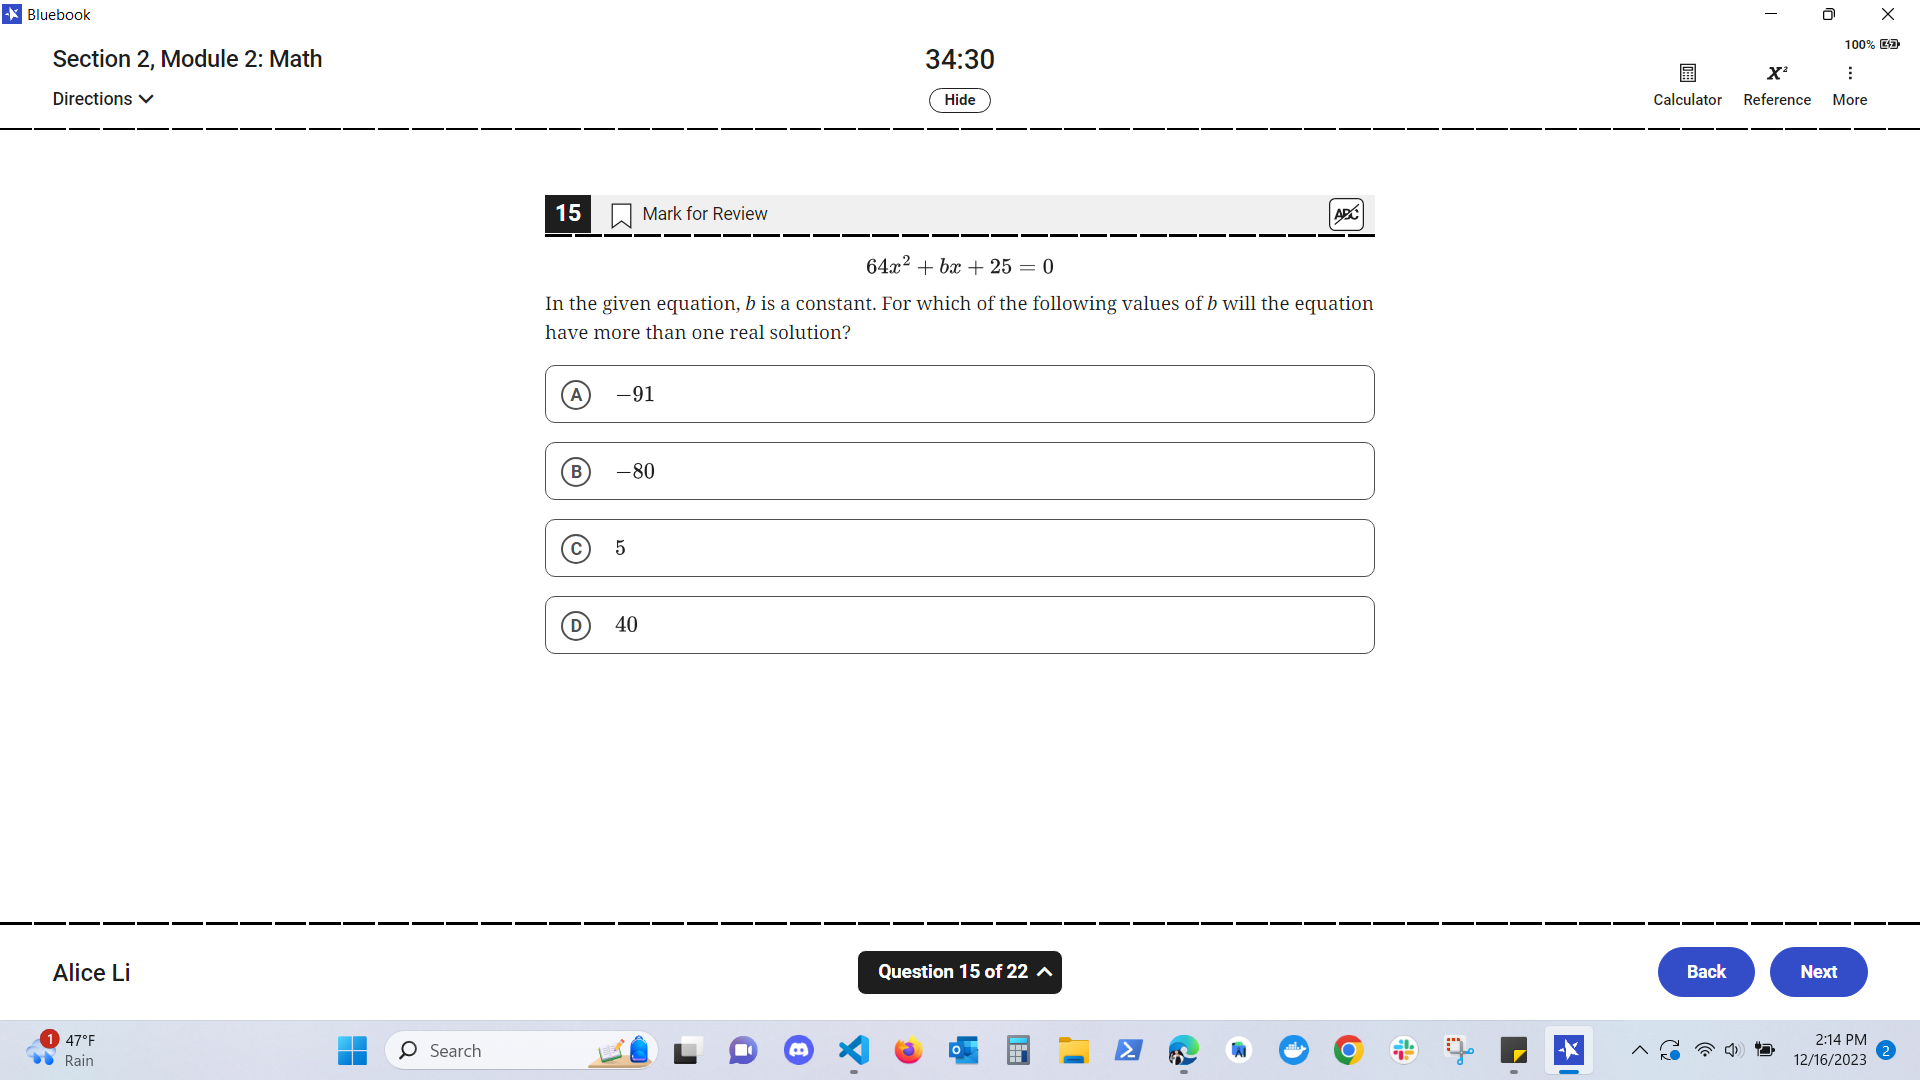 Bluebook
Section 2, Module 2: Math
34:30
100%
Directions
Hide
Calculator
Reference
More
15
Mark for Review
ABC
64x² + bx + 25 = 0
In the given equation, b is a constant. For which of the following values of b will the equation
have more than one real solution?
A −91
B −80
C 5
D 40
Alice Li
Question 15 of 22
Back
Next
1
47°F
Rain
Search
2:14 PM
12/16/2023
2